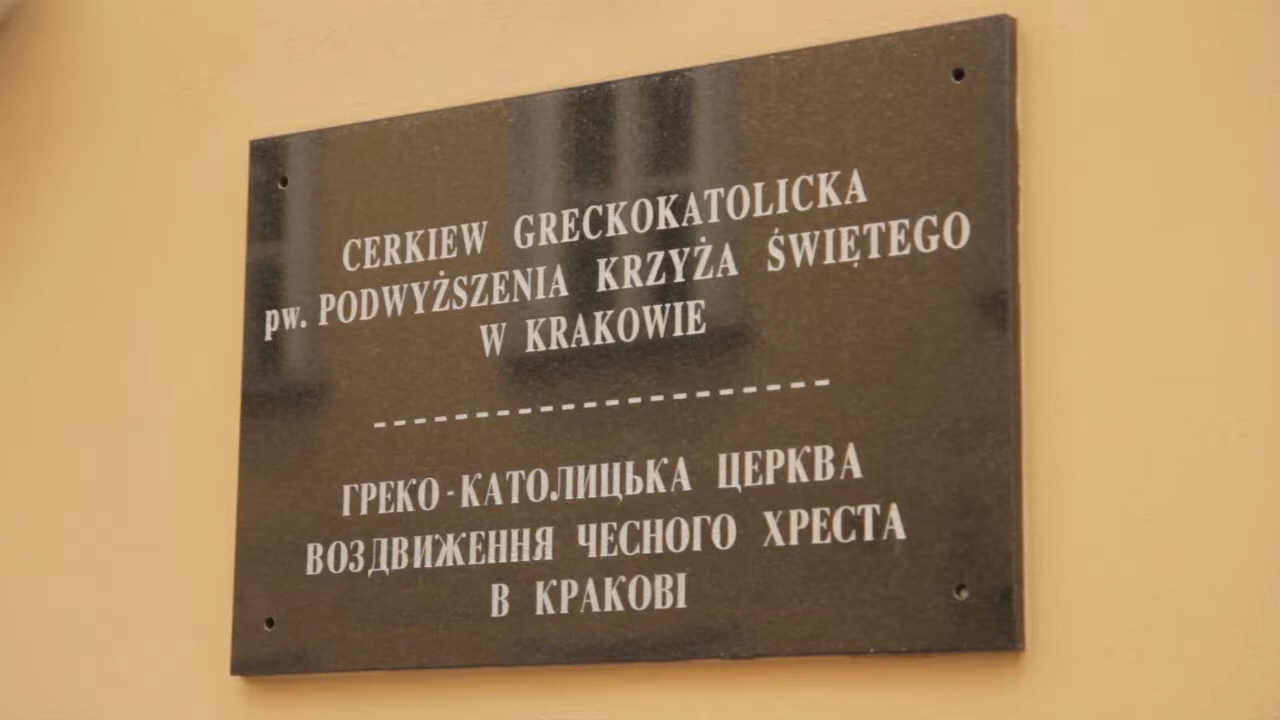 CERKIEW GRECKOKATOLICKA
pw. PODWYŻSZENIA KRZYŻA ŚWIĘTEGO
W KRAKOWIE
--------------------
ГРЕКО-КАТОЛИЦЬКА ЦЕРКВА
ВОЗДВИЖЕННЯ ЧЕСНОГО ХРЕСТА
В КРАКОВІ